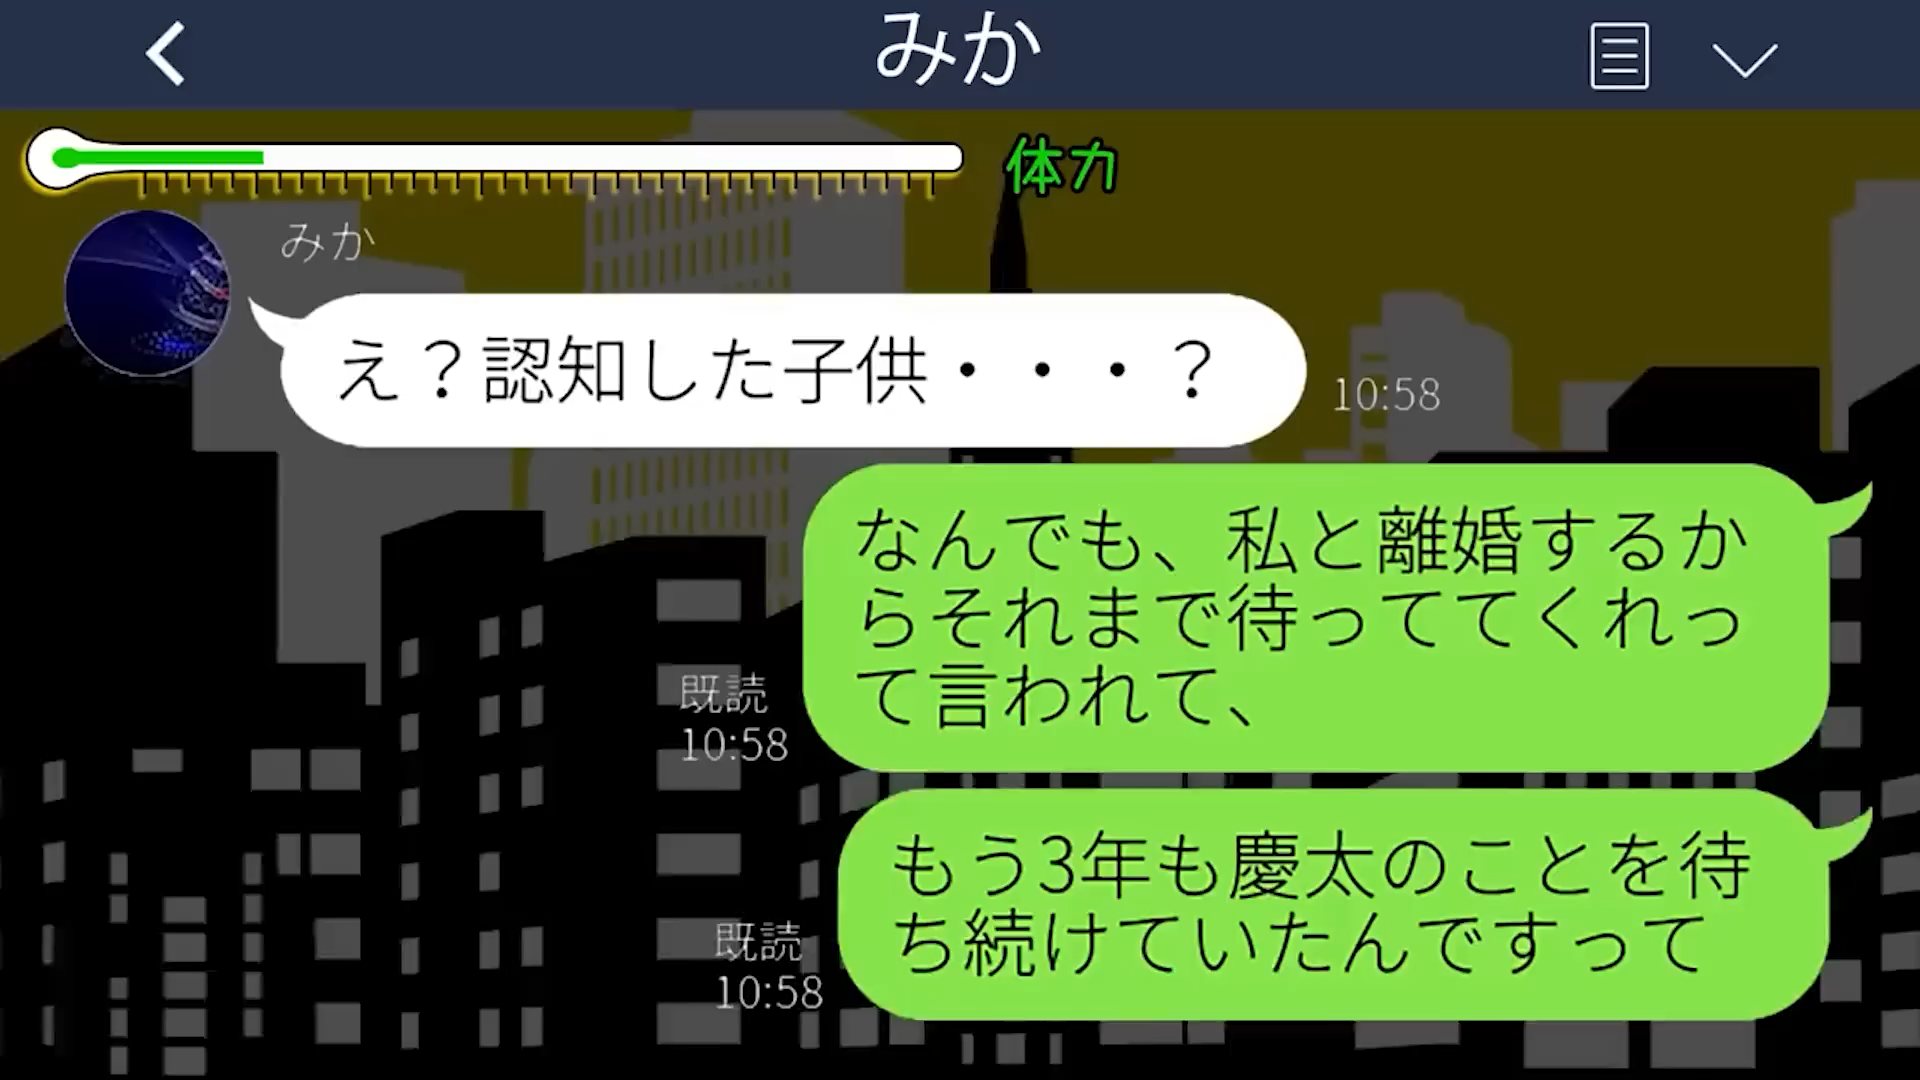 みか
体力
みか
え？認知した子供・・・？
10:58
なんでも、私と離婚するか
らそれまで待っててくれっ
て言われて、
既読
10:58
もう3年も慶太のことを待
ち続けていたんですって
既読
10:58